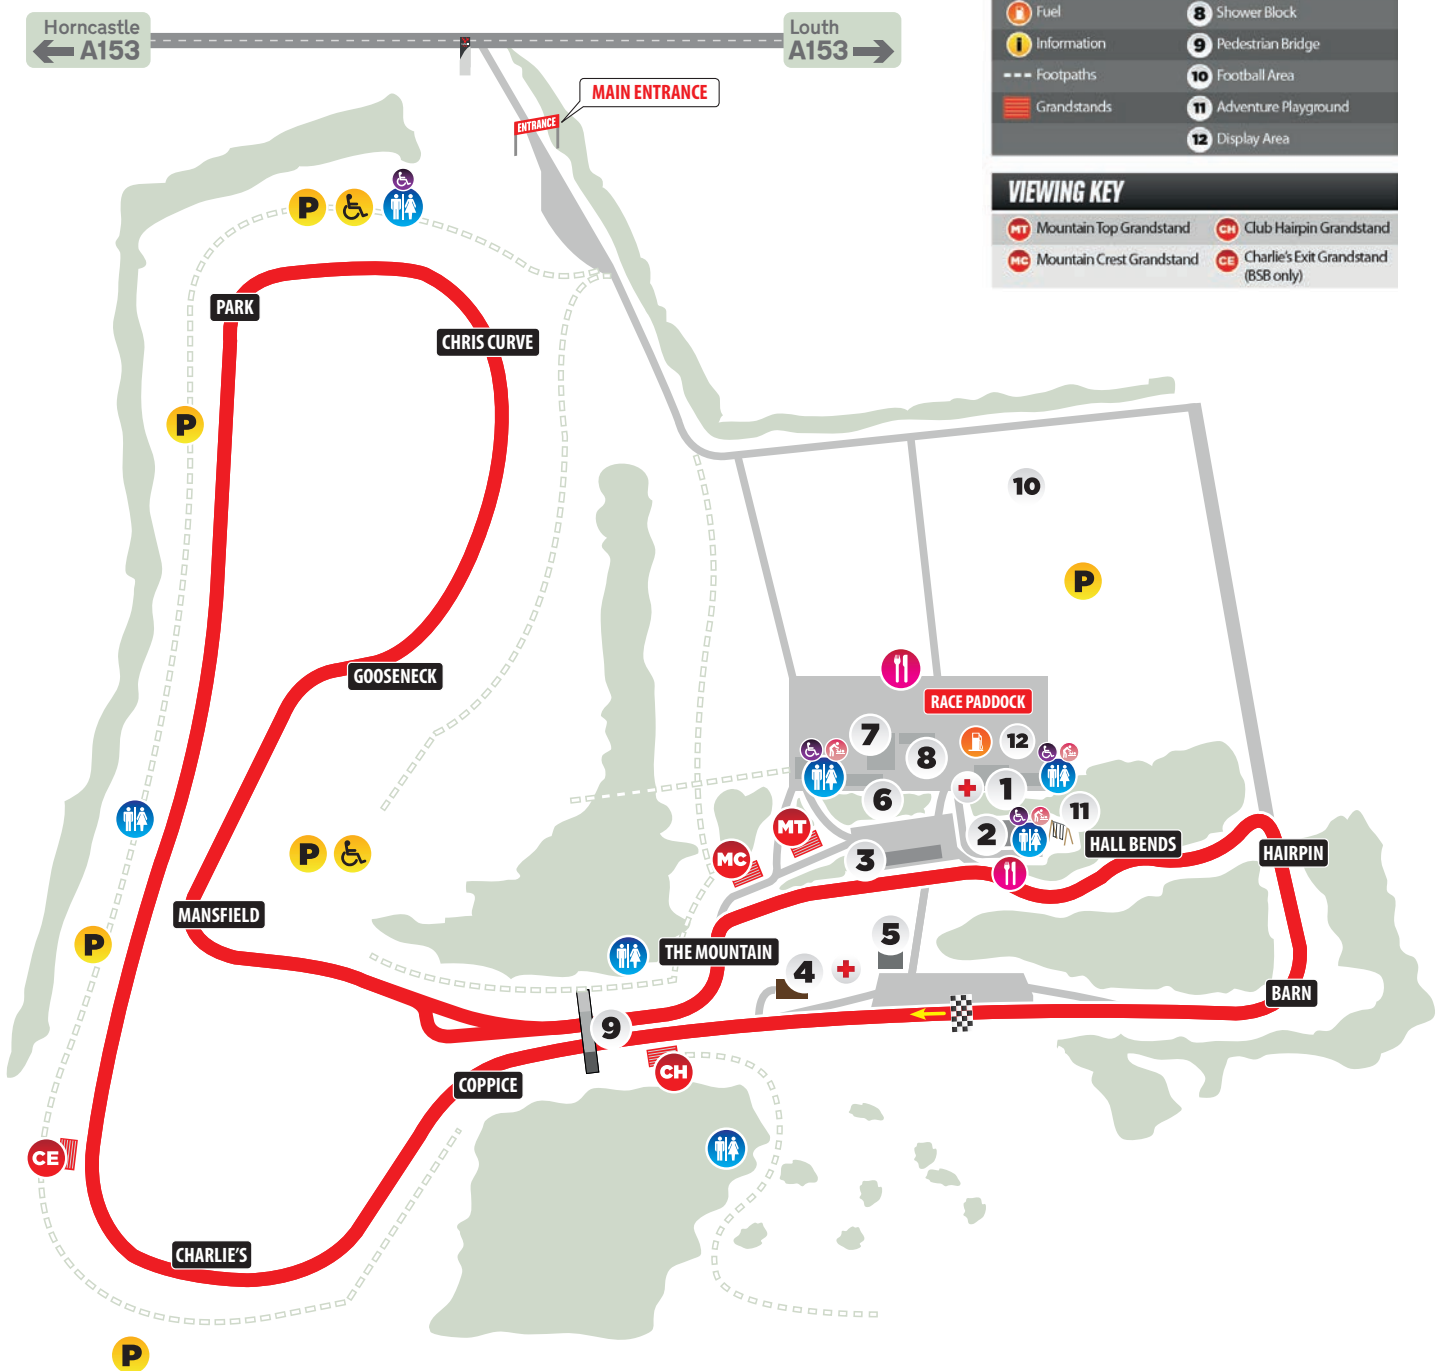 Horncastle
A153
Louth
A153
MAIN ENTRANCE
ENTRANCE
Fuel
8 Shower Block
i Information
9 Pedestrian Bridge
Footpaths
10 Football Area
Grandstands
11 Adventure Playground
12 Display Area
VIEWING KEY
MT Mountain Top Grandstand
CH Club Hairpin Grandstand
MC Mountain Crest Grandstand
CE Charlie's Exit Grandstand
(BSB only)
P
PARK
CHRIS CURVE
P
10
P
GOOSENECK
RACE PADDOCK
7
12
8
1
6
11
MT
2
HALL BENDS
MC
3
HAIRPIN
P
MANSFIELD
P
5
THE MOUNTAIN
4
BARN
9
CH
COPPICE
CE
CHARLIE'S
P